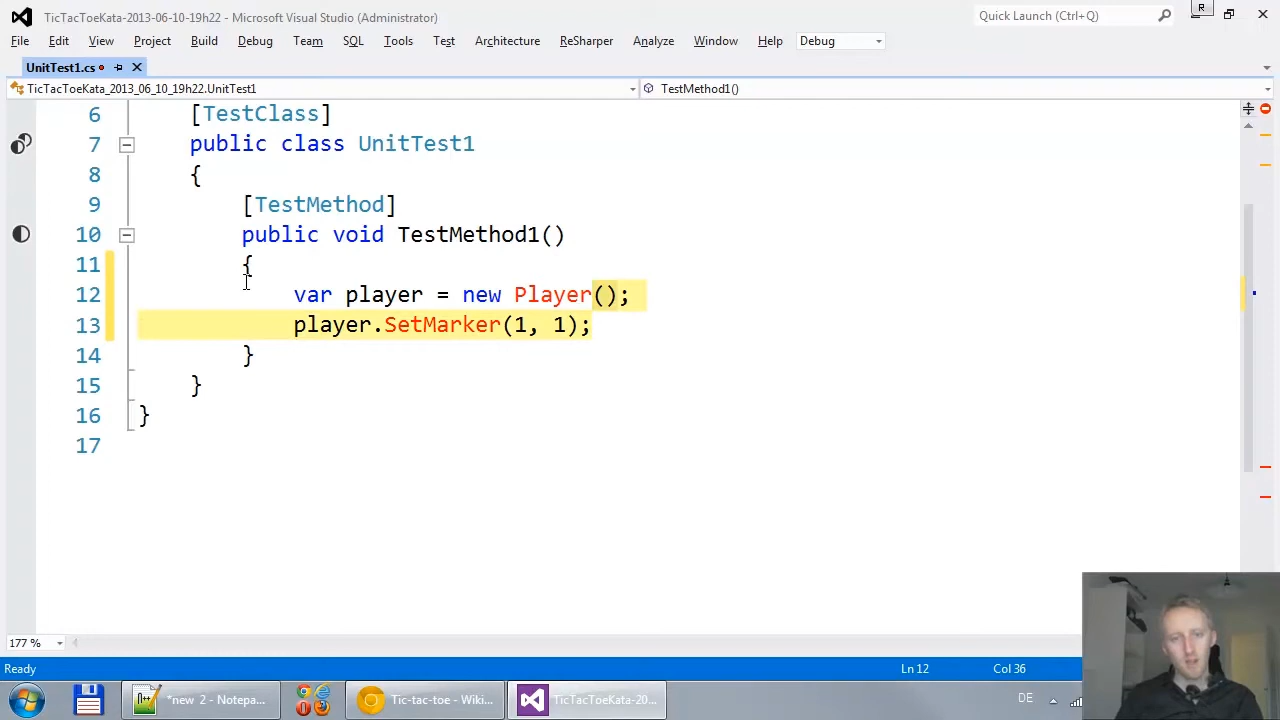 TicTacToeKata-2013-06-10-19h22 - Microsoft Visual Studio (Administrator)
Quick Launch (Ctrl+Q)
R
File Edit View Project Build Debug Team SQL Tools Test Architecture ReSharper Analyze Window Help Debug
UnitTest1.cs
TicTacToeKata_2013_06_10_19h22.UnitTest1
TestMethod1()
6 [TestClass]
7 public class UnitTest1
8 {
9 [TestMethod]
10 public void TestMethod1()
11 {
12 var player = new Player();
13 player.SetMarker(1, 1);
14 }
15 }
16 }
17
177 %
Ready
Ln 12
Col 36
*new 2 - Notepa...
Tic-tac-toe - Wiki...
TicTacToeKata-20...
DE